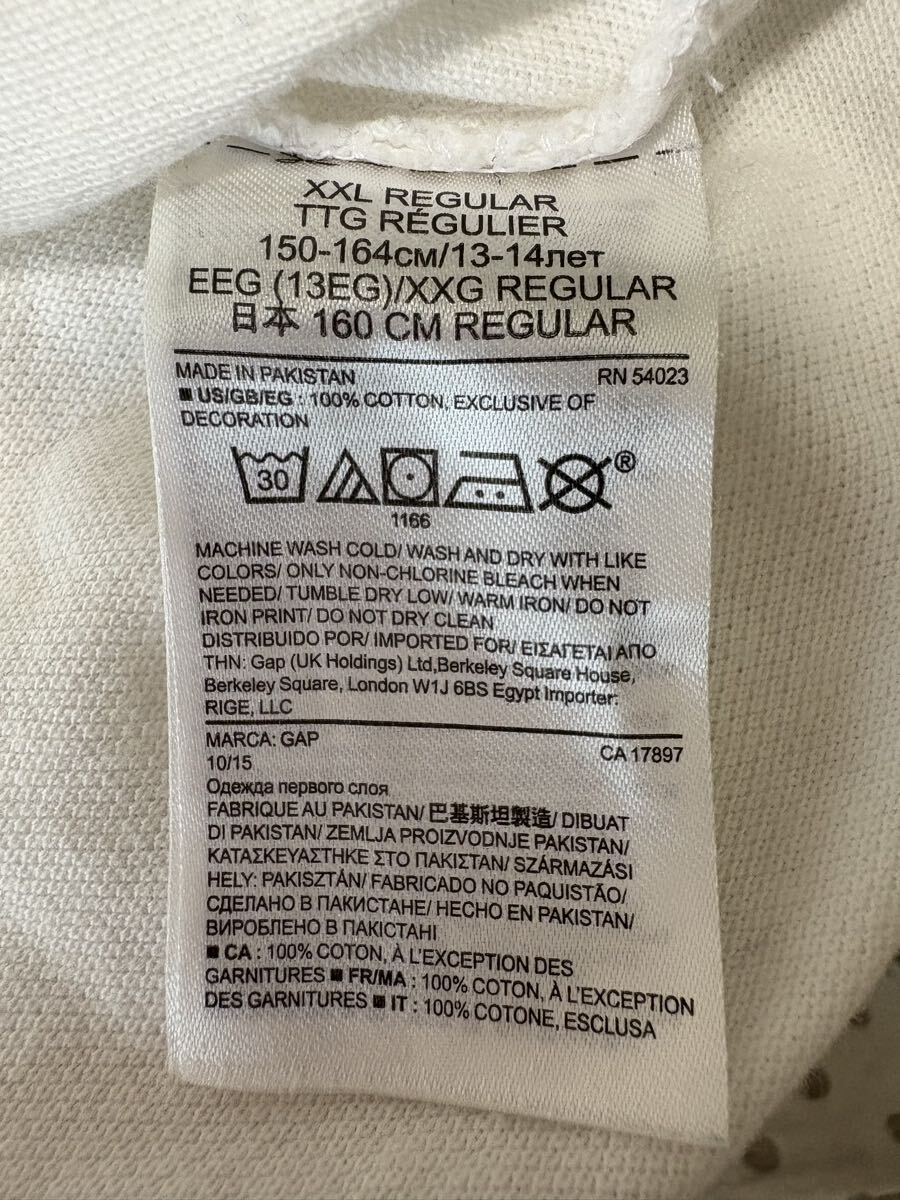 XXL REGULAR
TTG RÉGULIER
150-164см/13-14лет
EEG (13EG)/XXG REGULAR
日本 160 CM REGULAR
MADE IN PAKISTAN RN 54023
■ US/GB/EG : 100% COTTON, EXCLUSIVE OF
DECORATION
30 ®
1166
MACHINE WASH COLD/ WASH AND DRY WITH LIKE
COLORS/ ONLY NON-CHLORINE BLEACH WHEN
NEEDED/ TUMBLE DRY LOW/ WARM IRON/ DO NOT
IRON PRINT/ DO NOT DRY CLEAN
DISTRIBUIDO POR/ IMPORTED FOR/ ΕΙΣΑΓΕΤΑΙ ΑΠΟ
THN: Gap (UK Holdings) Ltd,Berkeley Square House,
Berkeley Square, London W1J 6BS Egypt Importer:
RIGE, LLC
MARCA: GAP CA 17897
10/15
Одежда первого слоя
FABRIQUE AU PAKISTAN/ 巴基斯坦製造/ DIBUAT
DI PAKISTAN/ ZEMLJA PROIZVODNJE PAKISTAN/
ΚΑΤΑΣΚΕΥΑΣΤΗΚΕ ΣΤΟ ΠΑΚΙΣΤΑΝ/ SZÁRMAZÁSI
HELY: PAKISZTÁN/ FABRICADO NO PAQUISTÃO/
СДЕЛАНО В ПАКИСТАНЕ/ HECHO EN PAKISTAN/
ВИРОБЛЕНО В ПАКІСТАНІ
■ CA : 100% COTON, À L'EXCEPTION DES
GARNITURES ■ FR/MA : 100% COTON, À L'EXCEPTION
DES GARNITURES ■ IT : 100% COTONE, ESCLUSA